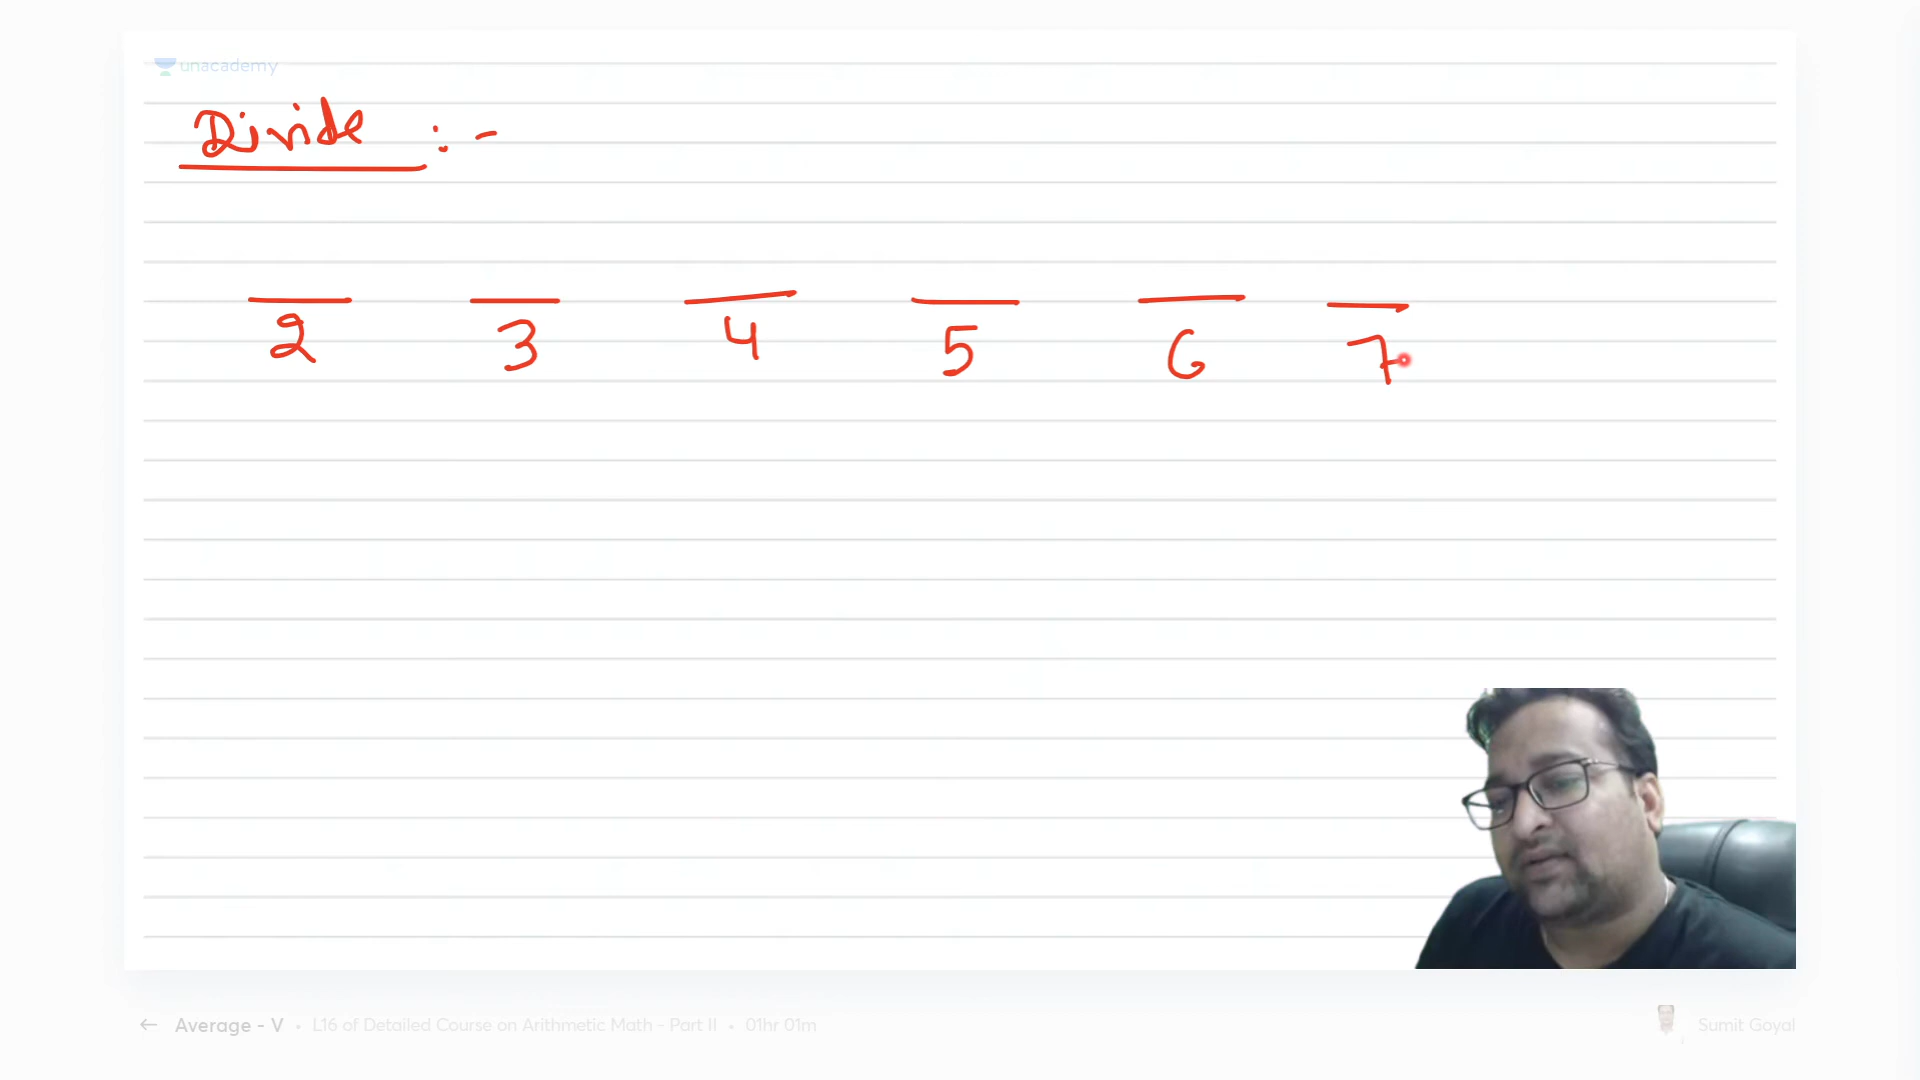 unacademy
Divide :-
2 3 4 5 6 7
← Average - V • L16 of Detailed Course on Arithmetic Math - Part II • 01hr 01m
Sumit Goyal